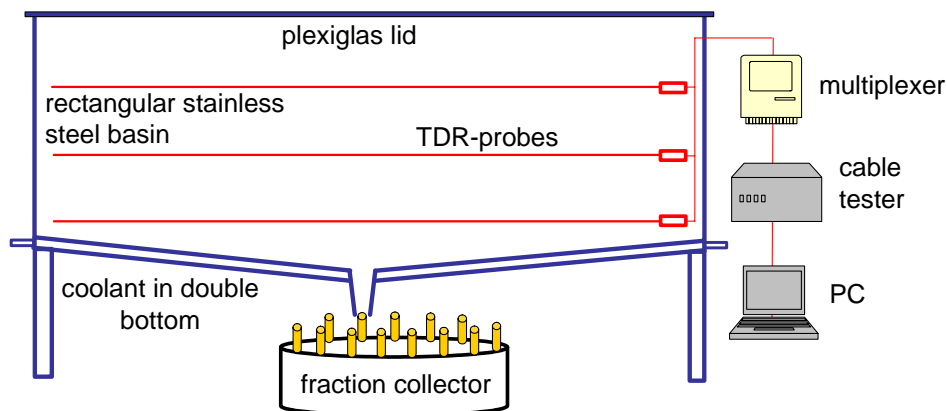 plexiglas lid
rectangular stainless
steel basin
TDR-probes
multiplexer
cable
tester
coolant in double
bottom
PC
fraction collector